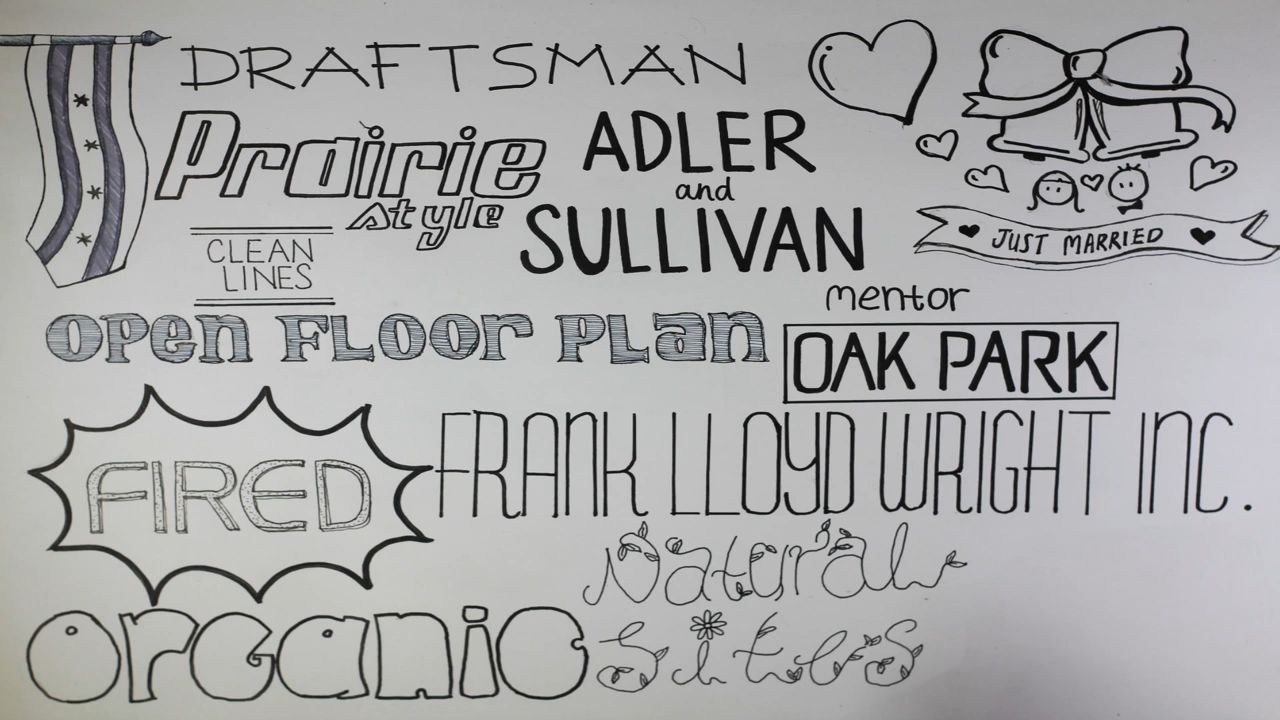 DRAFTSMAN
Prairie
style
ADLER
and
SULLIVAN
JUST MARRIED
CLEAN
LINES
mentor
OPEN FLOOR PLAN
OAK PARK
FIRED
FRANK LLOYD WRIGHT INC.
Natural
Sites
organic